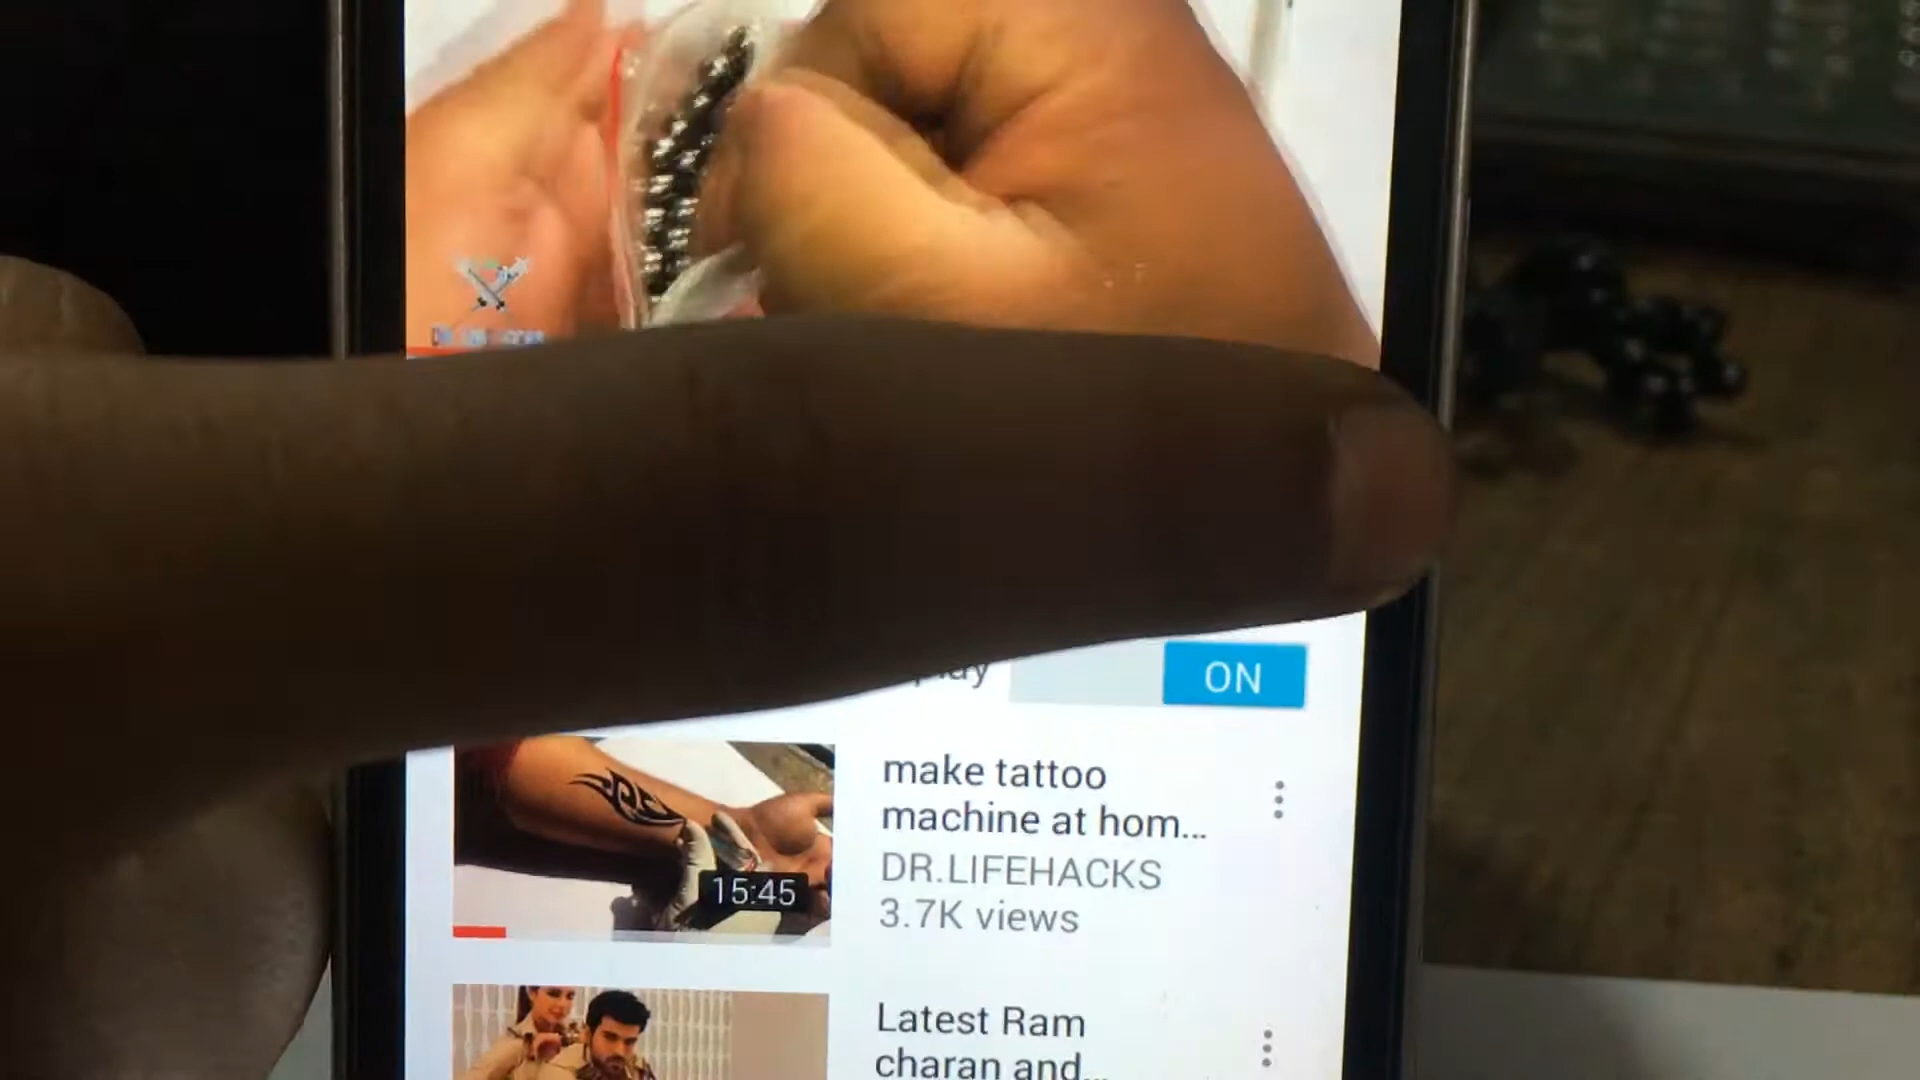 ON
make tattoo
machine at hom...
DR.LIFEHACKS
3.7K views
15:45
Latest Ram
charan and...